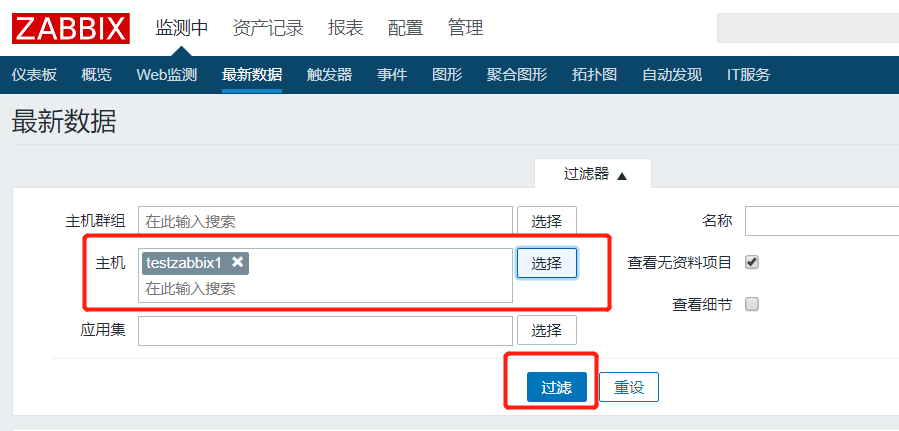 ZABBIX 监测中 资产记录 报表 配置 管理
仪表板 概览 Web监测 最新数据 触发器 事件 图形 聚合图形 拓扑图 自动发现 IT服务
最新数据
过滤器 ▲
主机群组 在此输入搜索 选择 名称
主机 testzabbix1 ✖ 选择 查看无资料项目
在此输入搜索
查看细节
应用集 选择
过滤 重设